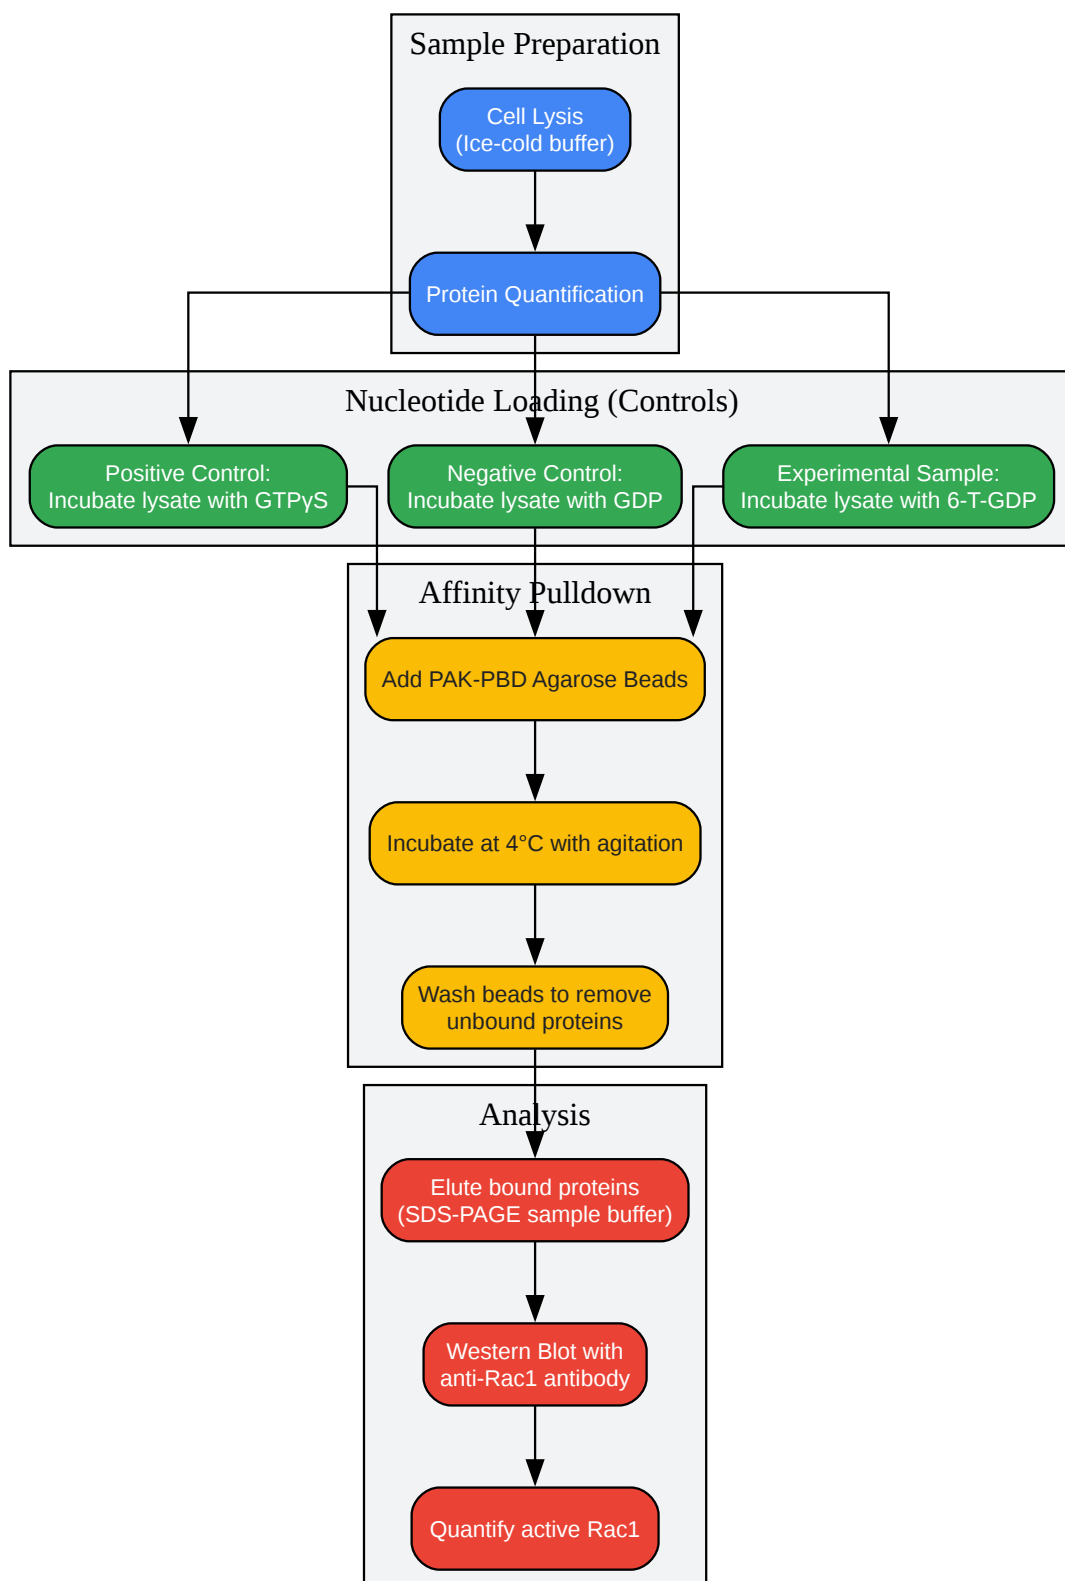 Sample Preparation
Cell Lysis
(Ice-cold buffer)
Protein Quantification
Nucleotide Loading (Controls)
Positive Control:
Incubate lysate with GTPγS
Negative Control:
Incubate lysate with GDP
Experimental Sample:
Incubate lysate with 6-T-GDP
Affinity Pulldown
Add PAK-PBD Agarose Beads
Incubate at 4°C with agitation
Wash beads to remove
unbound proteins
Analysis
Elute bound proteins
(SDS-PAGE sample buffer)
Western Blot with
anti-Rac1 antibody
Quantify active Rac1